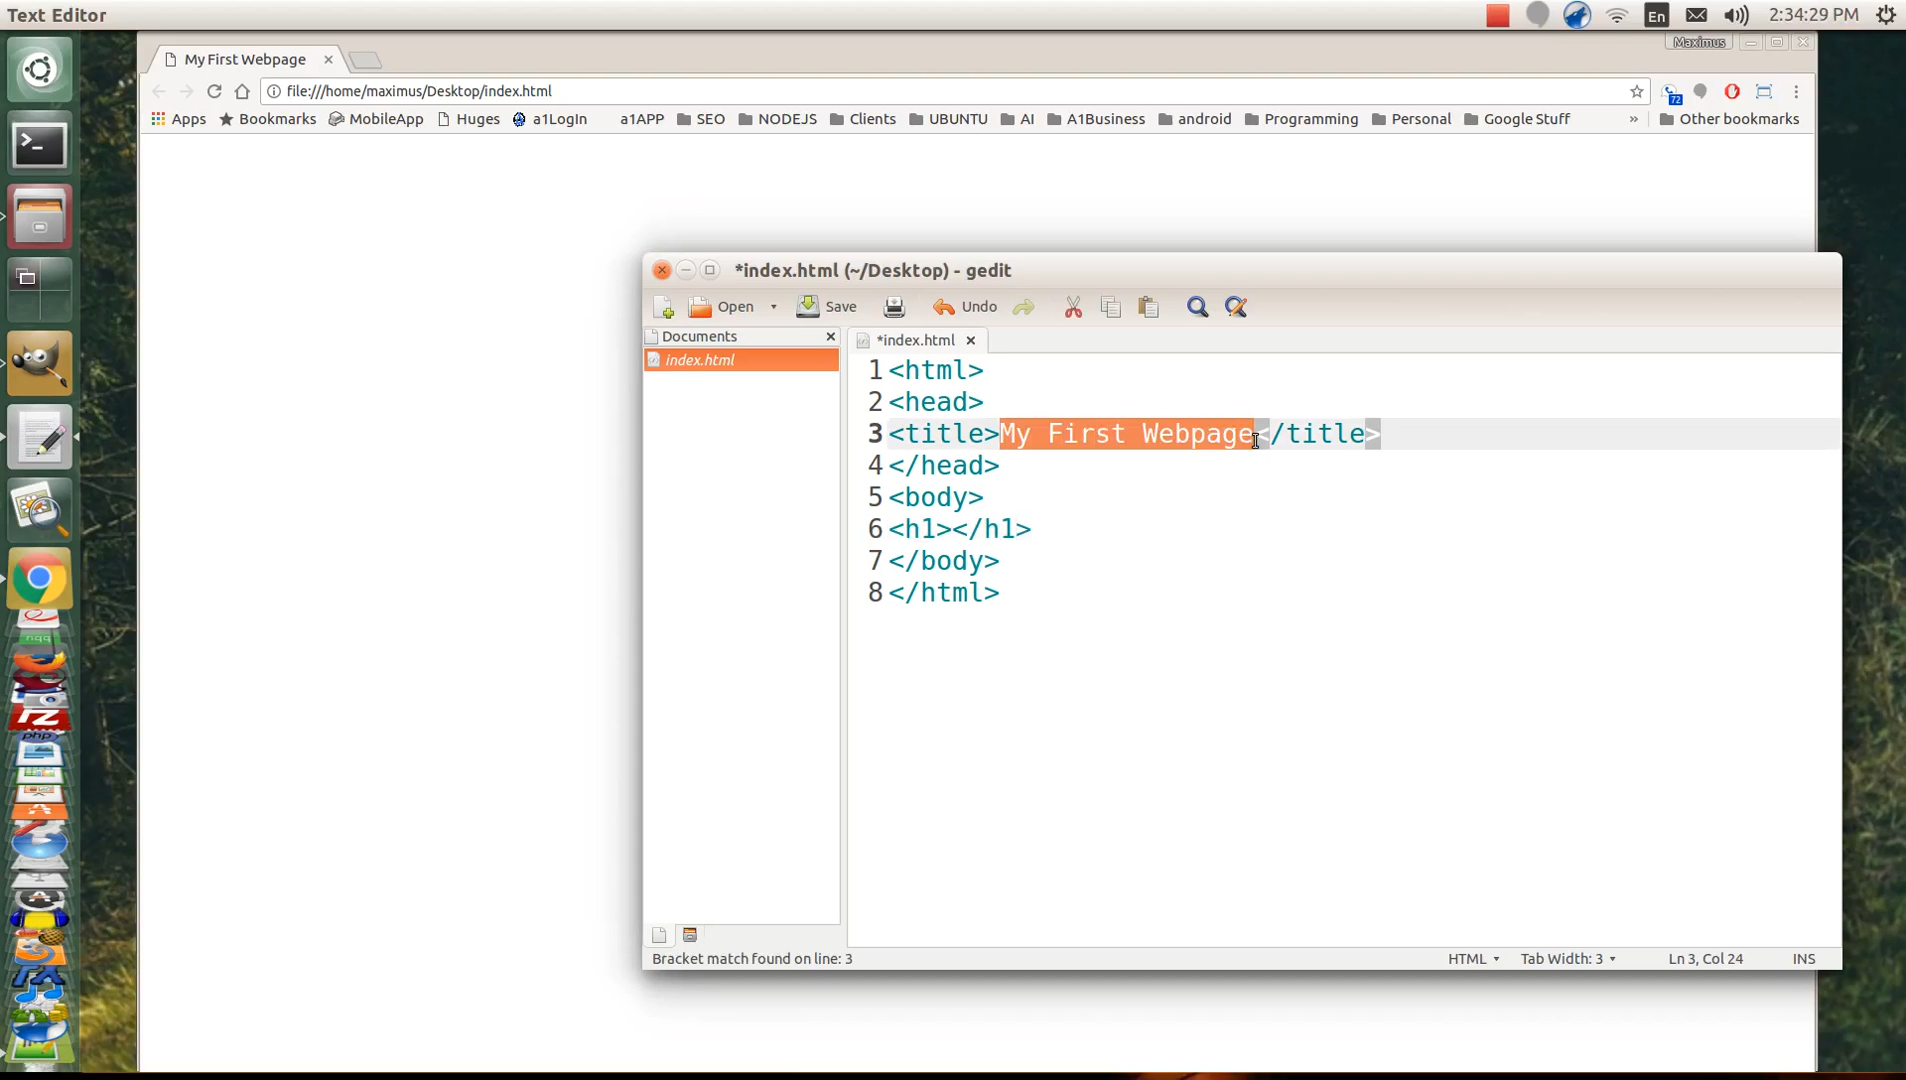 Text Editor
En
2:34:29 PM
My First Webpage
Maximus
file:///home/maximus/Desktop/index.html
72
Apps Bookmarks MobileApp Huges a1LogIn a1APP SEO NODEJS Clients UBUNTU AI A1Business android Programming Personal Google Stuff » Other bookmarks
*index.html (~/Desktop) - gedit
Open Save Undo
Documents
*index.html
index.html
1 <html>
2 <head>
3 <title>My First Webpage</title>
4 </head>
5 <body>
6 <h1></h1>
7 </body>
8 </html>
php
Bracket match found on line: 3
HTML
Tab Width: 3
Ln 3, Col 24
INS